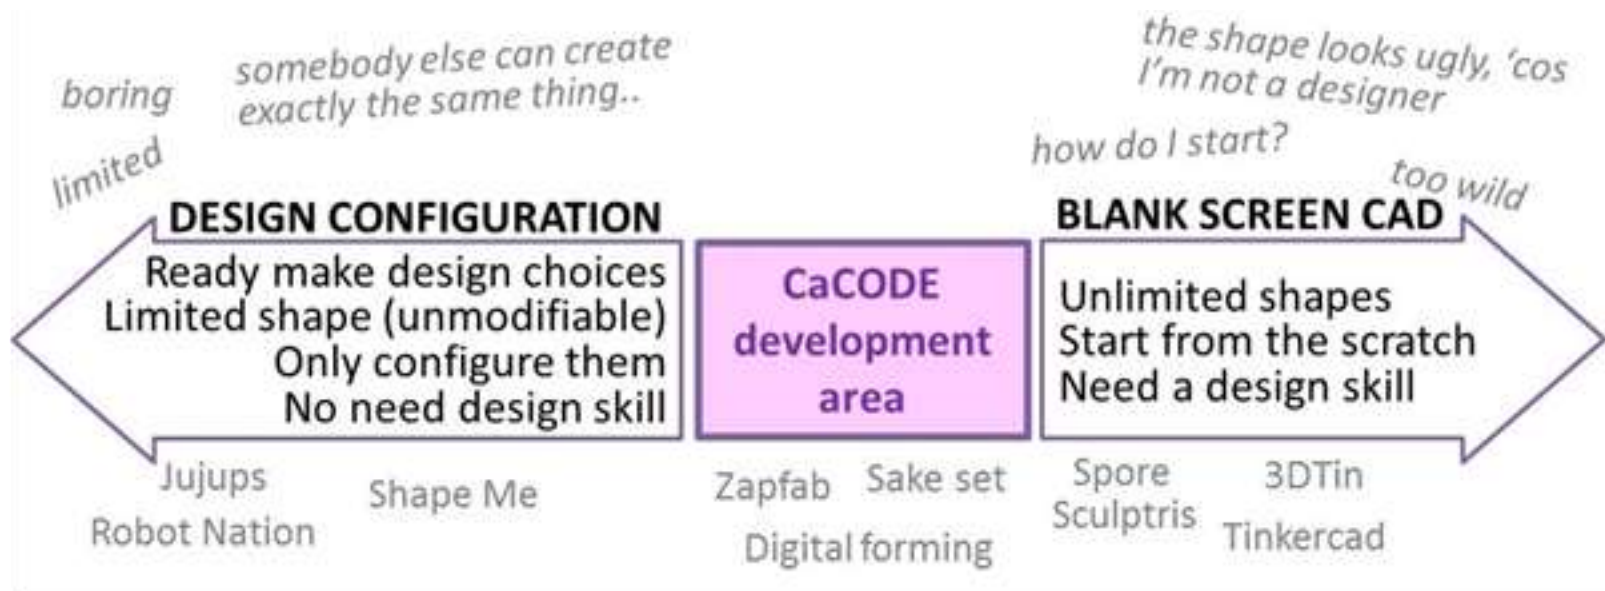 boring
somebody else can create
exactly the same thing..
limited
the shape looks ugly, ‘cos
I’m not a designer
how do I start?
too wild
DESIGN CONFIGURATION
Ready make design choices
Limited shape (unmodifiable)
Only configure them
No need design skill
CaCODE
development
area
BLANK SCREEN CAD
Unlimited shapes
Start from the scratch
Need a design skill
Jujups
Shape Me
Robot Nation
Zapfab
Sake set
Digital forming
Spore
3DTin
Sculptris
Tinkercad